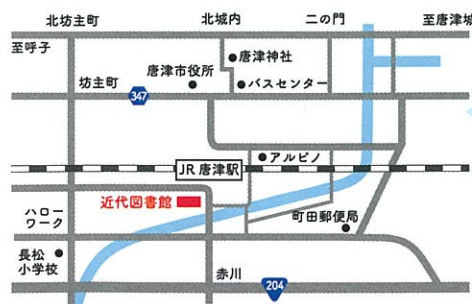 北坊主町
北城内
二の門
至唐津城
至呼子
唐津神社
唐津市役所
坊主町
バスセンター
347
JR 唐津駅
アルピノ
近代図書館
ハロー
ワーク
町田郵便局
長松
小学校
赤川
204